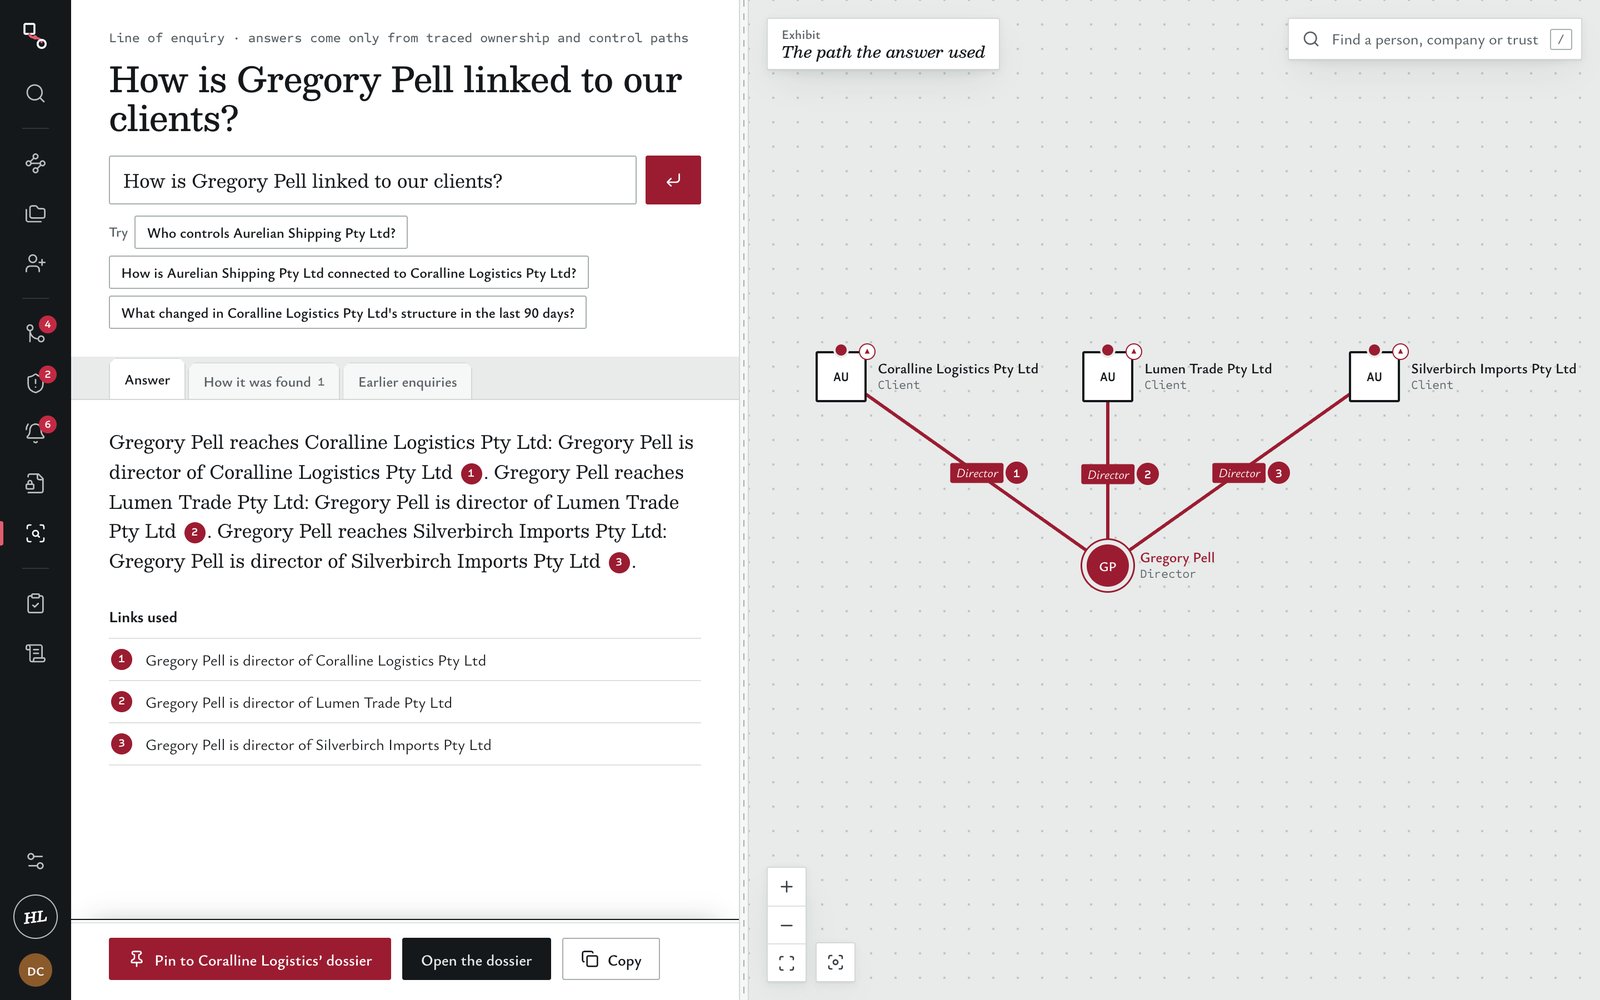 Line of enquiry · answers come only from traced ownership and control paths
How is Gregory Pell linked to our
clients?
How is Gregory Pell linked to our clients?
Try
Who controls Aurelian Shipping Pty Ltd?
How is Aurelian Shipping Pty Ltd connected to Coralline Logistics Pty Ltd?
What changed in Coralline Logistics Pty Ltd's structure in the last 90 days?
4
2
6
Answer
How it was found 1
Earlier enquiries
Gregory Pell reaches Coralline Logistics Pty Ltd: Gregory Pell is
director of Coralline Logistics Pty Ltd 1. Gregory Pell reaches
Lumen Trade Pty Ltd: Gregory Pell is director of Lumen Trade
Pty Ltd 2. Gregory Pell reaches Silverbirch Imports Pty Ltd:
Gregory Pell is director of Silverbirch Imports Pty Ltd 3.
Links used
1 Gregory Pell is director of Coralline Logistics Pty Ltd
2 Gregory Pell is director of Lumen Trade Pty Ltd
3 Gregory Pell is director of Silverbirch Imports Pty Ltd
HL
DC
Pin to Coralline Logistics’ dossier
Open the dossier
Copy
Exhibit
The path the answer used
Find a person, company or trust /
AU
Coralline Logistics Pty Ltd
Client
AU
Lumen Trade Pty Ltd
Client
AU
Silverbirch Imports Pty Ltd
Client
Director 1
Director 2
Director 3
GP
Gregory Pell
Director